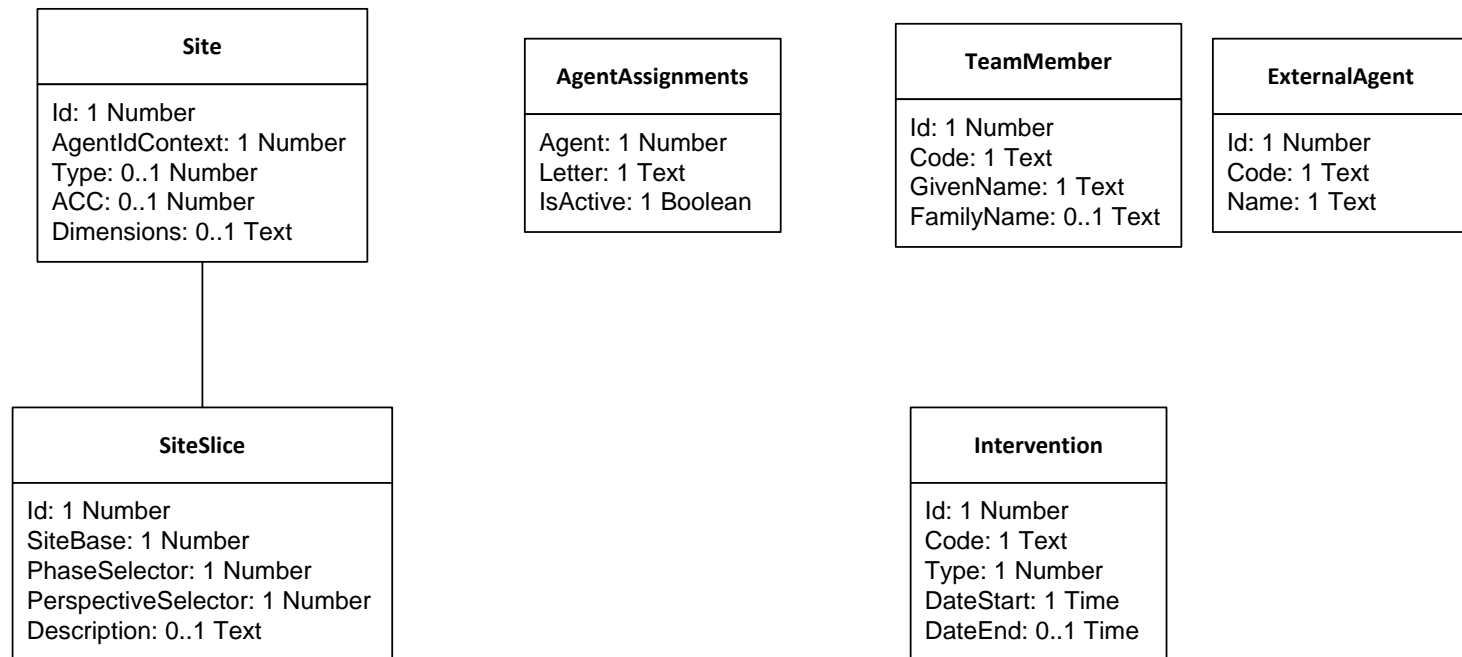 Site
Id: 1 Number
AgentIdContext: 1 Number
Type: 0..1 Number
ACC: 0..1 Number
Dimensions: 0..1 Text
AgentAssignments
Agent: 1 Number
Letter: 1 Text
IsActive: 1 Boolean
TeamMember
Id: 1 Number
Code: 1 Text
GivenName: 1 Text
FamilyName: 0..1 Text
ExternalAgent
Id: 1 Number
Code: 1 Text
Name: 1 Text
SiteSlice
Id: 1 Number
SiteBase: 1 Number
PhaseSelector: 1 Number
PerspectiveSelector: 1 Number
Description: 0..1 Text
Intervention
Id: 1 Number
Code: 1 Text
Type: 1 Number
DateStart: 1 Time
DateEnd: 0..1 Time